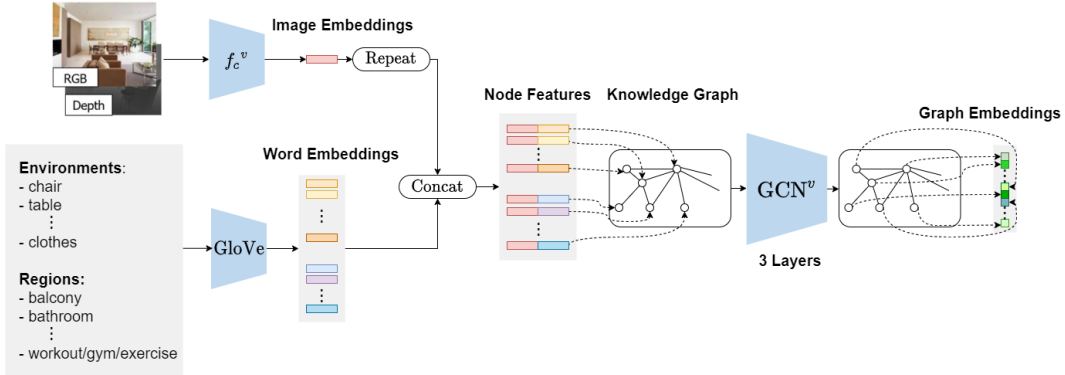 Image Embeddings
RGB
Depth
f_c^v
Repeat
Node Features
Knowledge Graph
Graph Embeddings
Word Embeddings
Environments:
- chair
- table
⋮
- clothes
Regions:
- balcony
- bathroom
⋮
- workout/gym/exercise
GloVe
Concat
GCN^v
3 Layers